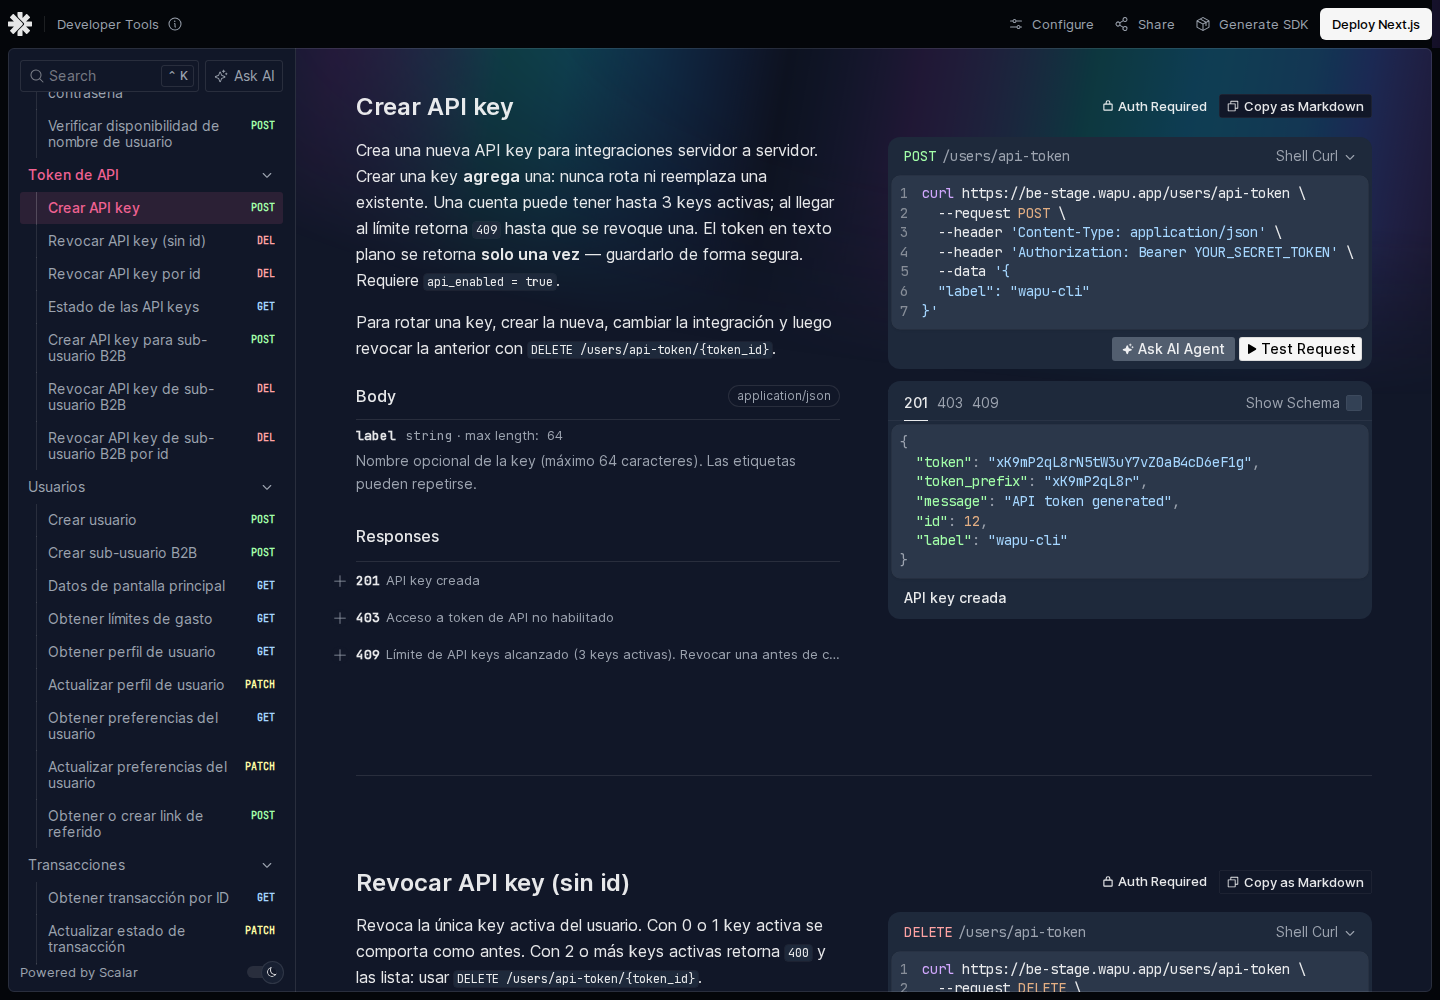 Developer Tools
Configure
Share
Generate SDK
Deploy Next.js
Search
⌃ K
Ask AI
contraseña
Verificar disponibilidad de
nombre de usuario
POST
Token de API
Crear API key
POST
Revocar API key (sin id)
DEL
Revocar API key por id
DEL
Estado de las API keys
GET
Crear API key para sub-
usuario B2B
POST
Revocar API key de sub-
usuario B2B
DEL
Revocar API key de sub-
usuario B2B por id
DEL
Usuarios
Crear usuario
POST
Crear sub-usuario B2B
POST
Datos de pantalla principal
GET
Obtener límites de gasto
GET
Obtener perfil de usuario
GET
Actualizar perfil de usuario
PATCH
Obtener preferencias del
usuario
GET
Actualizar preferencias del
usuario
PATCH
Obtener o crear link de
referido
POST
Transacciones
Obtener transacción por ID
GET
Actualizar estado de
transacción
PATCH
Powered by Scalar
Crear API key
Auth Required
Copy as Markdown
Crea una nueva API key para integraciones servidor a servidor.
Crear una key agrega una: nunca rota ni reemplaza una
existente. Una cuenta puede tener hasta 3 keys activas; al llegar
al límite retorna 409 hasta que se revoque una. El token en texto
plano se retorna solo una vez — guardarlo de forma segura.
Requiere api_enabled = true.
Para rotar una key, crear la nueva, cambiar la integración y luego
revocar la anterior con DELETE /users/api-token/{token_id}.
Body
application/json
label string · max length: 64
Nombre opcional de la key (máximo 64 caracteres). Las etiquetas
pueden repetirse.
Responses
201 API key creada
403 Acceso a token de API no habilitado
409 Límite de API keys alcanzado (3 keys activas). Revocar una antes de c...
POST /users/api-token
Shell Curl
1 curl https://be-stage.wapu.app/users/api-token \
2 --request POST \
3 --header 'Content-Type: application/json' \
4 --header 'Authorization: Bearer YOUR_SECRET_TOKEN' \
5 --data '{
6 "label": "wapu-cli"
7 }'
Ask AI Agent
Test Request
201 403 409
Show Schema
{
"token": "xK9mP2qL8rN5tW3uY7vZ0aB4cD6eF1g",
"token_prefix": "xK9mP2qL8r",
"message": "API token generated",
"id": 12,
"label": "wapu-cli"
}
API key creada
Revocar API key (sin id)
Auth Required
Copy as Markdown
Revoca la única key activa del usuario. Con 0 o 1 key activa se
comporta como antes. Con 2 o más keys activas retorna 400 y
las lista: usar DELETE /users/api-token/{token_id}.
DELETE /users/api-token
Shell Curl
1 curl https://be-stage.wapu.app/users/api-token \
2 --request DELETE \